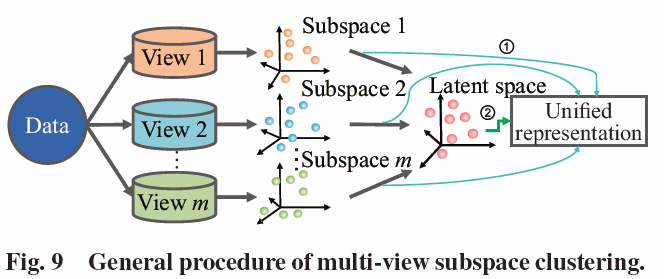 Subspace 1
View 1
①
Subspace 2
Latent space
Data
View 2
②
Unified
representation
Subspace m
View m
Fig. 9 General procedure of multi-view subspace clustering.